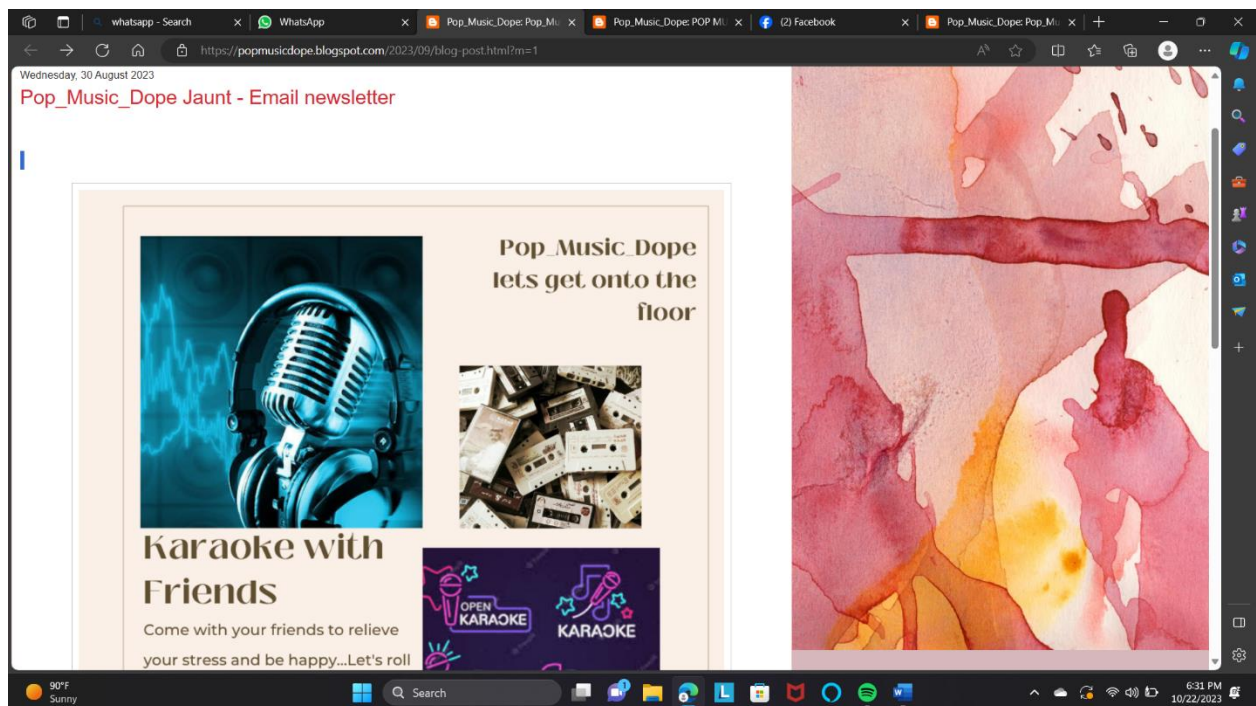 whatsapp - Search
WhatsApp
Pop_Music_Dope: Pop_Mu
Pop_Music_Dope: POP MU
(2) Facebook
Pop_Music_Dope: Pop_Mu
https://popmusicdope.blogspot.com/2023/09/blog-post.html?m=1
Wednesday, 30 August 2023
Pop_Music_Dope Jaunt - Email newsletter
Pop_Music_Dope
lets get onto the
floor
Karaoke with
Friends
Come with your friends to relieve
your stress and be happy...Let's roll
OPEN
KARAOKE
KARAOKE
90°F
Sunny
Search
6:31 PM
10/22/2023